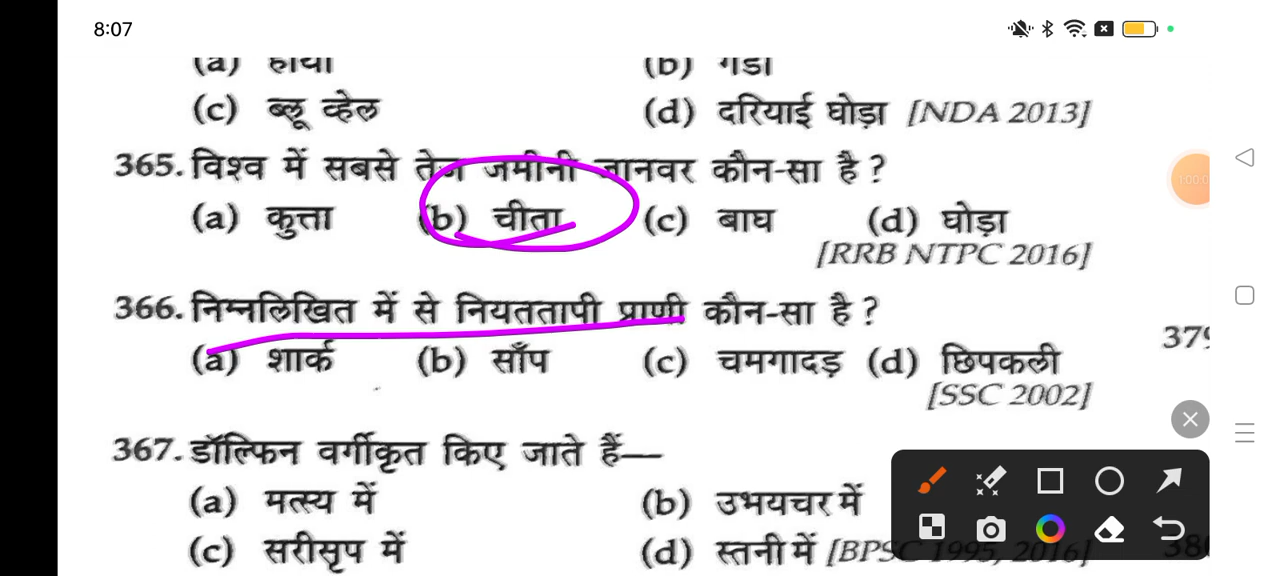 8:07
(a) हाथी (b) गैंडा
(c) ब्लू व्हेल (d) दरियाई घोड़ा [NDA 2013]
365. विश्व में सबसे तेज जमीनी जानवर कौन-सा है ?
(a) कुत्ता (b) चीता (c) बाघ (d) घोड़ा
[RRB NTPC 2016]
366. निम्नलिखित में से नियततापी प्राणी कौन-सा है ?
(a) शार्क (b) साँप (c) चमगादड़ (d) छिपकली
[SSC 2002]
367. डॉल्फिन वर्गीकृत किए जाते हैं—
(a) मत्स्य में (b) उभयचर में
(c) सरीसृप में (d) स्तनी में [BPSC 1995, 2016]